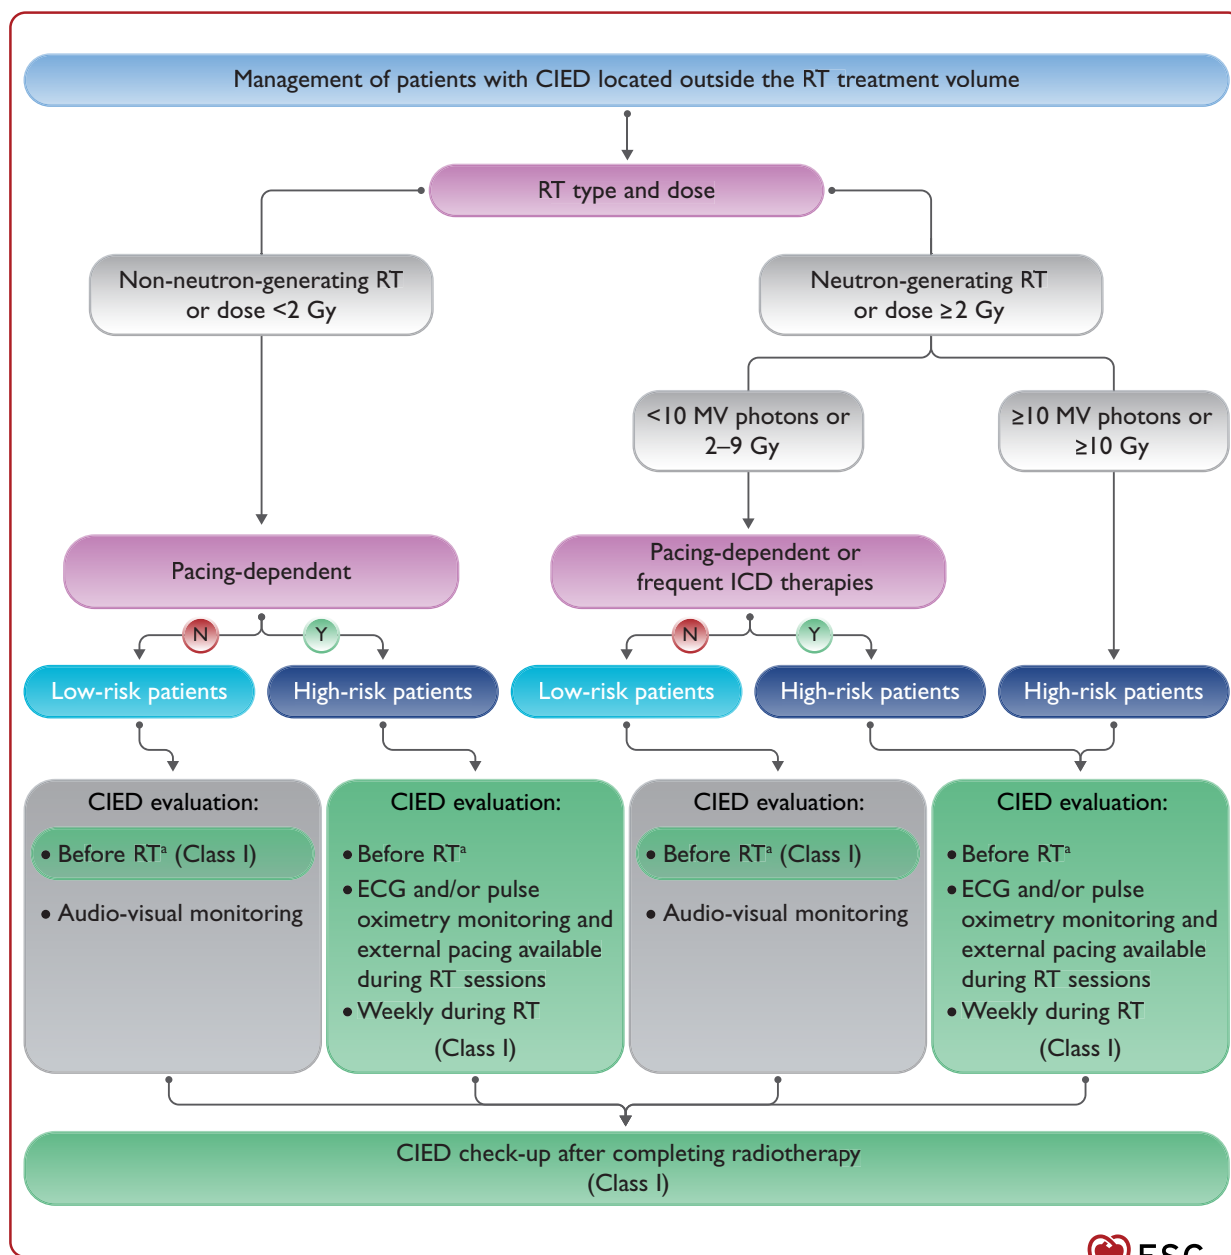 Management of patients with CIED located outside the RT treatment volume
RT type and dose
Non-neutron-generating RT
or dose <2 Gy
Neutron-generating RT
or dose ≥2 Gy
<10 MV photons or
2–9 Gy
≥10 MV photons or
≥10 Gy
Pacing-dependent
Pacing-dependent or
frequent ICD therapies
N
Y
N
Y
Low-risk patients
High-risk patients
Low-risk patients
High-risk patients
High-risk patients
CIED evaluation:
• Before RTᵃ (Class I)
• Audio-visual monitoring
CIED evaluation:
• Before RTᵃ
• ECG and/or pulse
oximetry monitoring and
external pacing available
during RT sessions
• Weekly during RT
(Class I)
CIED evaluation:
• Before RTᵃ (Class I)
• Audio-visual monitoring
CIED evaluation:
• Before RTᵃ
• ECG and/or pulse
oximetry monitoring and
external pacing available
during RT sessions
• Weekly during RT
(Class I)
CIED check-up after completing radiotherapy
(Class I)
ESC